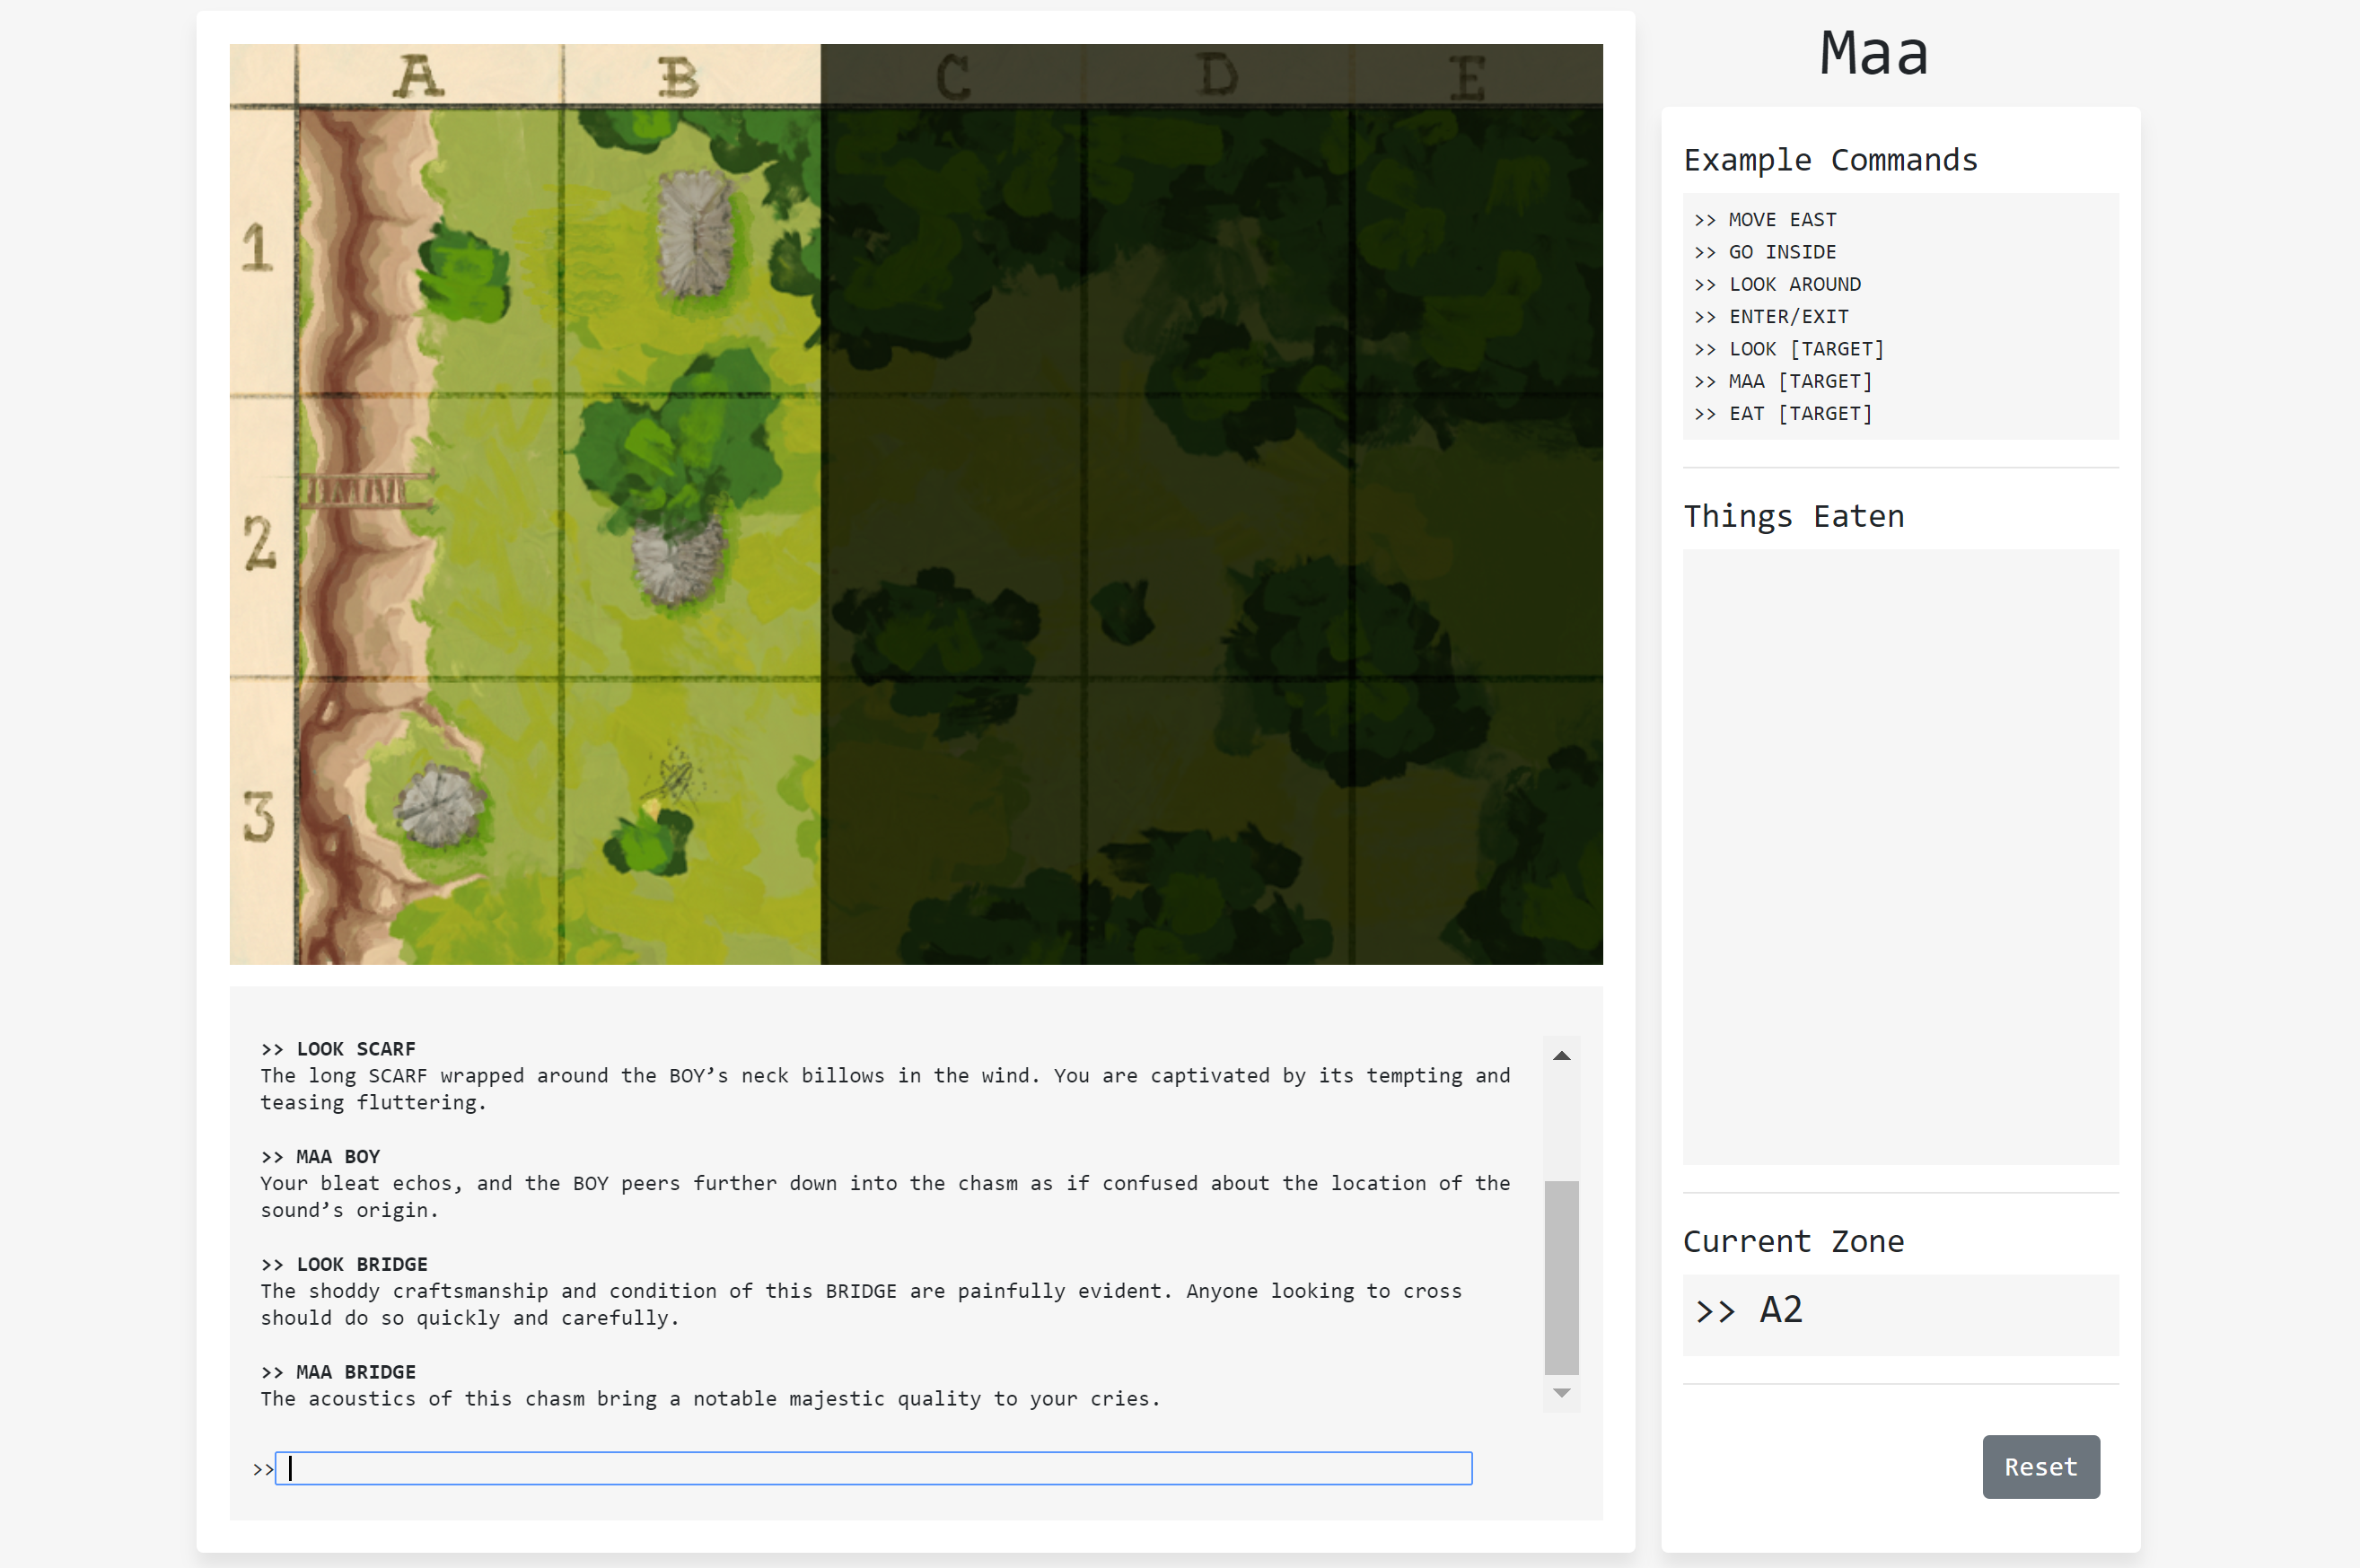 A B C D E
1
2
3
>> LOOK SCARF
The long SCARF wrapped around the BOY’s neck billows in the wind. You are captivated by its tempting and
teasing fluttering.
>> MAA BOY
Your bleat echos, and the BOY peers further down into the chasm as if confused about the location of the
sound’s origin.
>> LOOK BRIDGE
The shoddy craftsmanship and condition of this BRIDGE are painfully evident. Anyone looking to cross
should do so quickly and carefully.
>> MAA BRIDGE
The acoustics of this chasm bring a notable majestic quality to your cries.
>>
Maa
Example Commands
>> MOVE EAST
>> GO INSIDE
>> LOOK AROUND
>> ENTER/EXIT
>> LOOK [TARGET]
>> MAA [TARGET]
>> EAT [TARGET]
Things Eaten
Current Zone
>> A2
Reset